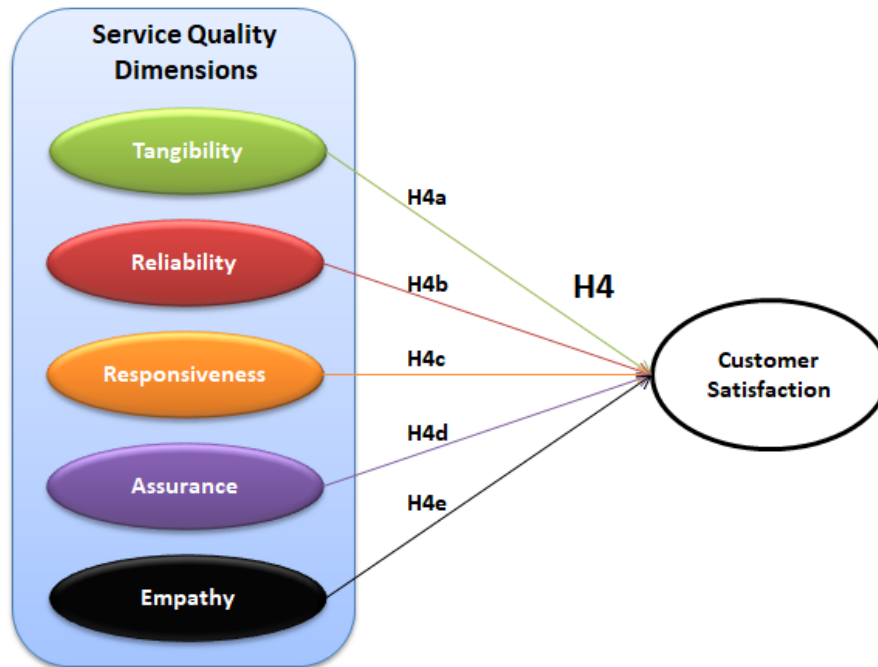 Service Quality
Dimensions
Tangibility
H4a
Reliability
H4b
H4
Responsiveness
H4c
Customer
Satisfaction
H4d
Assurance
H4e
Empathy